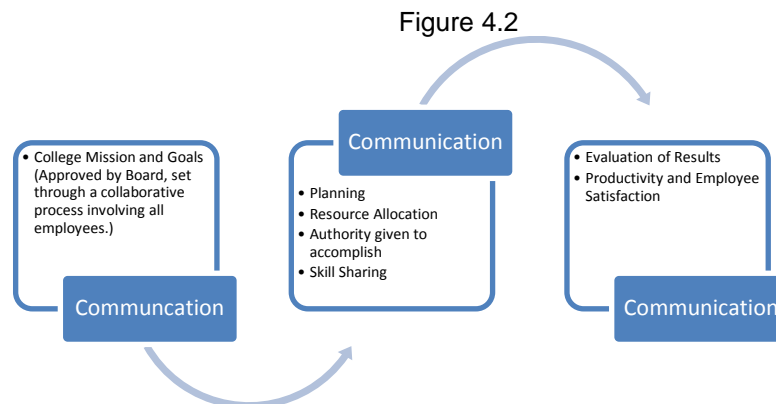 Figure 4.2
• College Mission and Goals
(Approved by Board, set
through a collaborative
process involving all
employees.)
Communcation
Communication
• Planning
• Resource Allocation
• Authority given to
accomplish
• Skill Sharing
• Evaluation of Results
• Productivity and Employee
Satisfaction
Communication